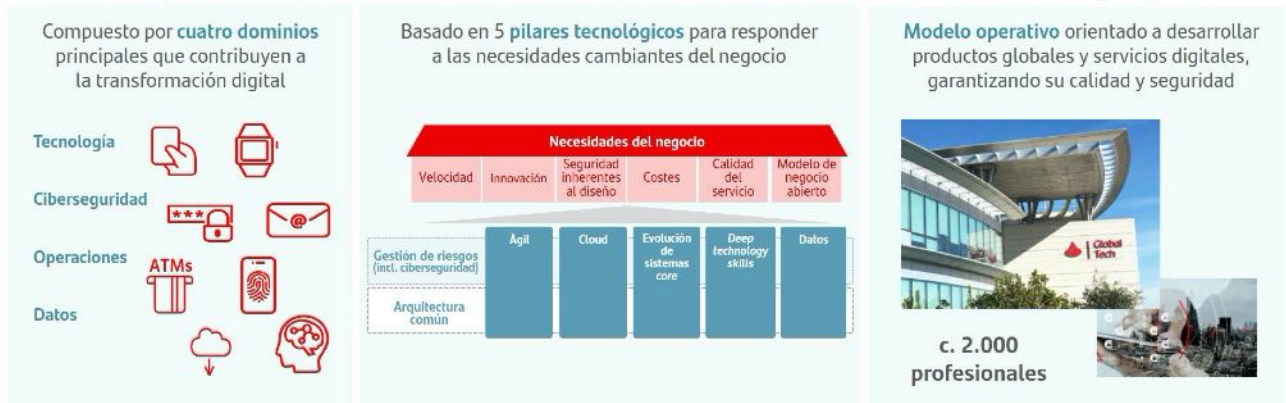 Compuesto por cuatro dominios
principales que contribuyen a
la transformación digital
Tecnología
Ciberseguridad
***
@
Operaciones
ATMs
Datos
Basado en 5 pilares tecnológicos para responder
a las necesidades cambiantes del negocio
Necesidades del negocio
Velocidad
Innovación
Seguridad
inherentes
al diseño
Costes
Calidad
del
servicio
Modelo de
negocio
abierto
Gestión de riesgos
(incl. ciberseguridad)
Arquitectura
común
Ágil
Cloud
Evolución
de
sistemas
core
Deep
technology
skills
Datos
Modelo operativo orientado a desarrollar
productos globales y servicios digitales,
garantizando su calidad y seguridad
Global
Tech
c. 2.000
profesionales